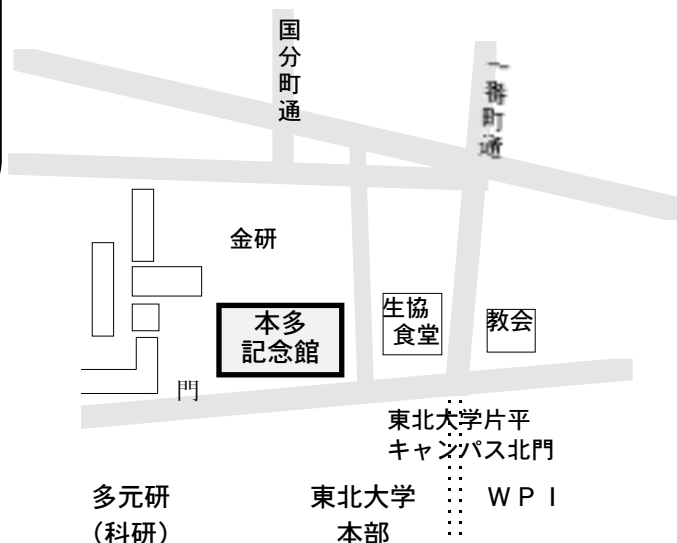 国分町通
一番町通
金研
本多
記念館
生協
食堂
教会
門
東北大学片平
キャンパス北門
多元研
（科研）
東北大学
本部
ＷＰＩ